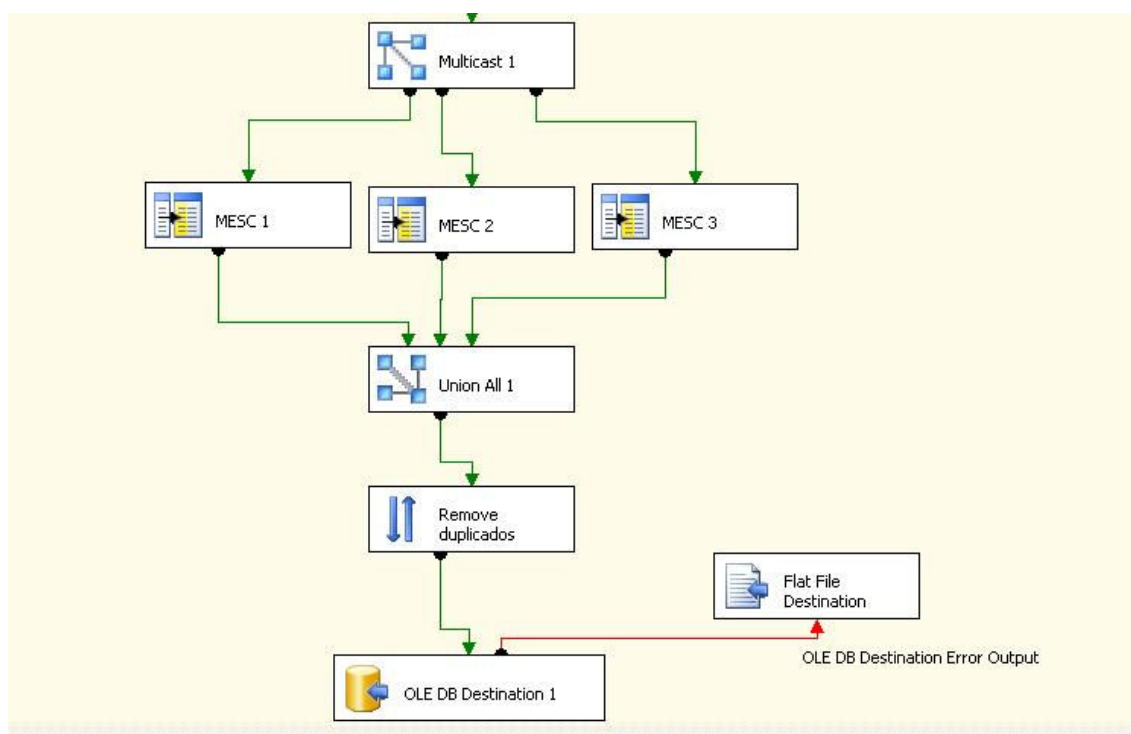 Multicast 1
MESC 1
MESC 2
MESC 3
Union All 1
Remove
duplicados
Flat File
Destination
OLE DB Destination Error Output
OLE DB Destination 1